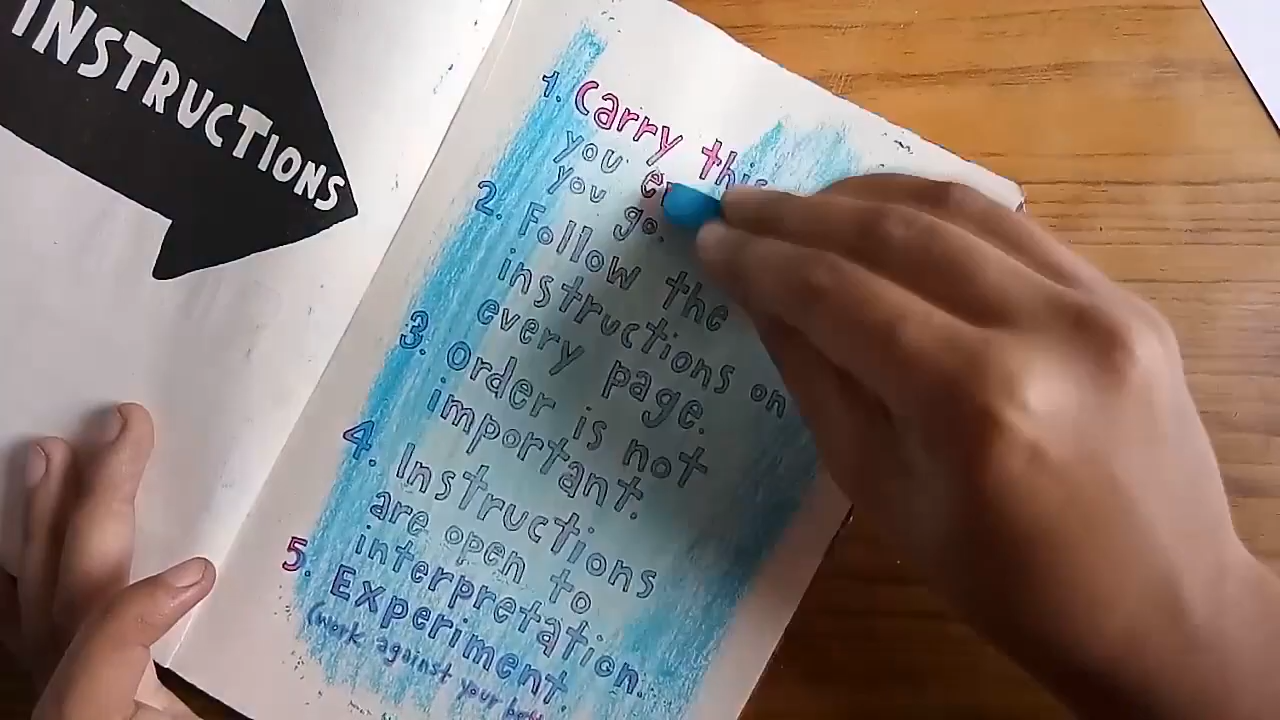 INSTRUCTIONS
1. Carry this
you
you go.
2. Follow the
instructions on
every page.
3. Order is not
important.
4. Instructions
are open to
interpretation.
5. Experiment.
(work against your